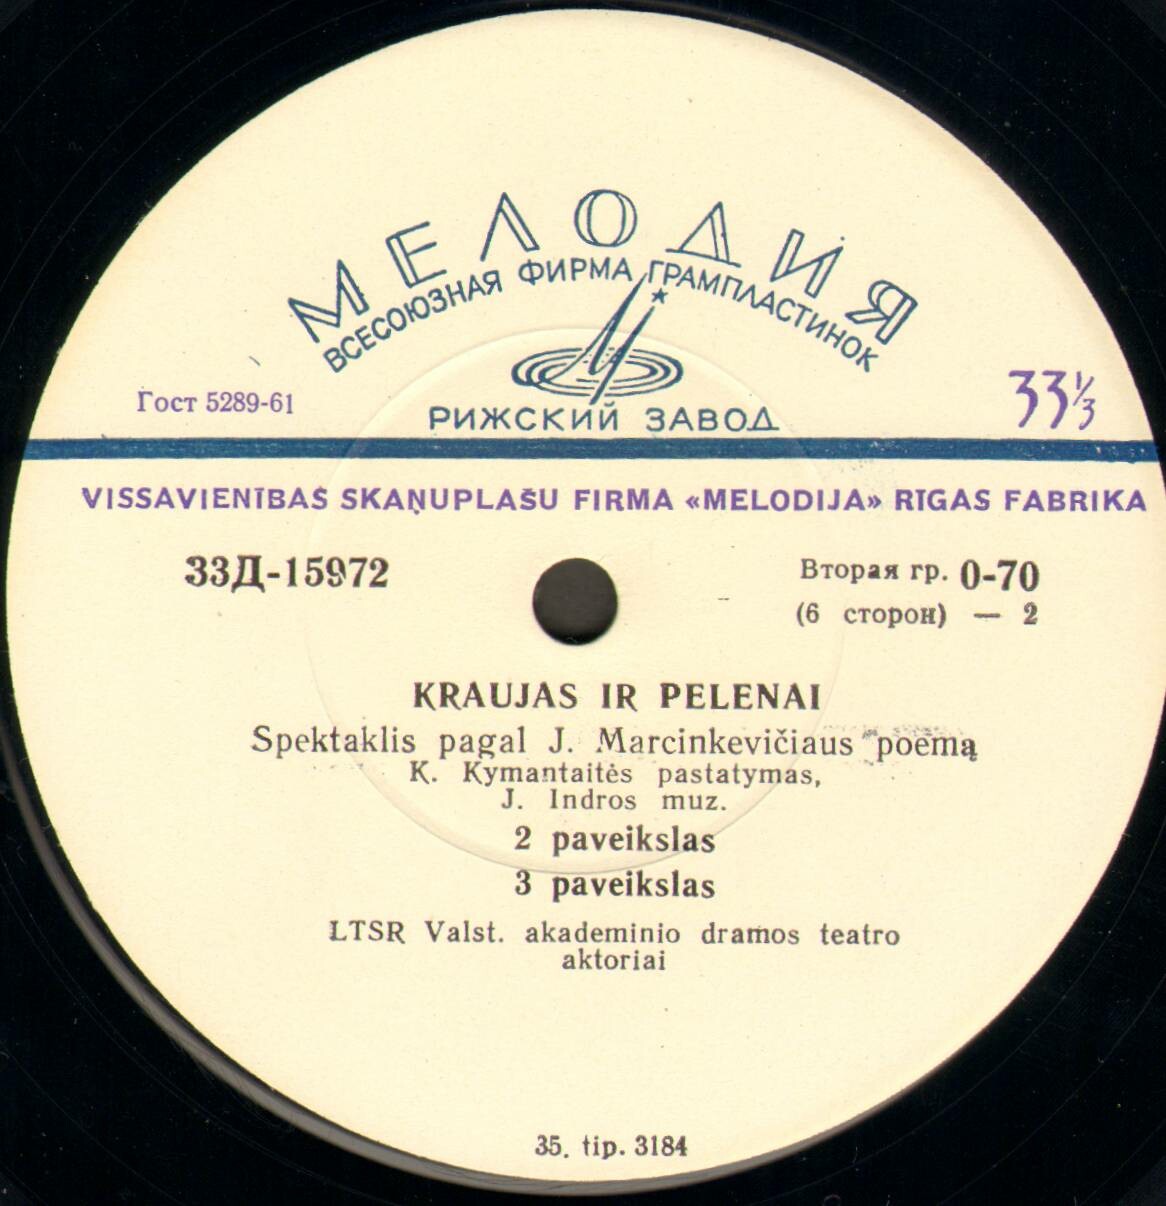 МЕЛОДИЯ
ВСЕСОЮЗНАЯ ФИРМА ГРАМПЛАСТИНОК
РИЖСКИЙ ЗАВОД
Гост 5289-61
33⅓
VISSAVIENĪBAS SKAŅUPLAŠU FIRMA «MELODIJA» RĪGAS FABRIKA
33Д-15972
Вторая гр. 0-70
(6 сторон) — 2
KRAUJAS IR PELENAI
Spektaklis pagal J. Marcinkevičiaus poemą
K. Kymantaitės pastatymas,
J. Indros muz.
2 paveikslas
3 paveikslas
LTSR Valst. akademinio dramos teatro
aktoriai
35. tip. 3184